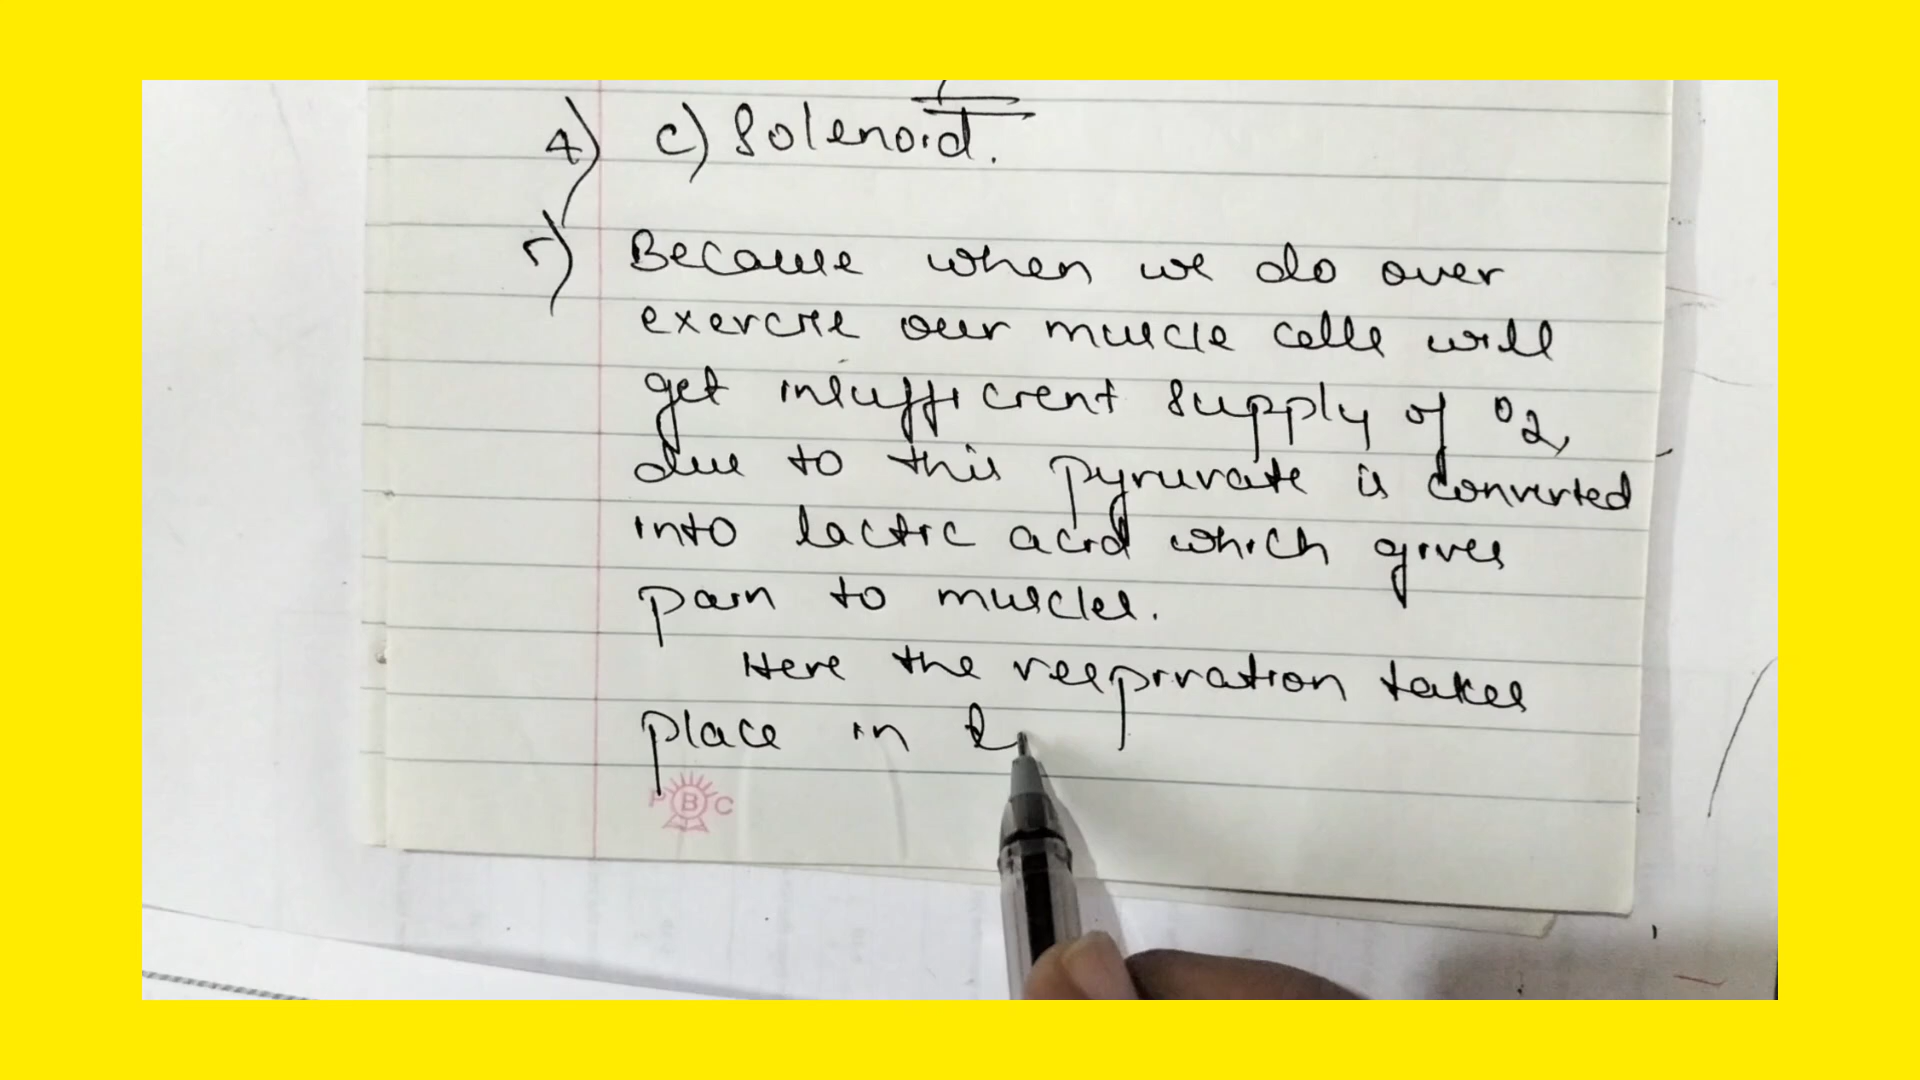 4) c) Solenoid.
5) Because when we do over
exercise our muscle cells will
get insufficient supply of O2,
due to this pyruvate is converted
into lactic acid which gives
pain to muscles.
Here the respiration takes
place in
P B C